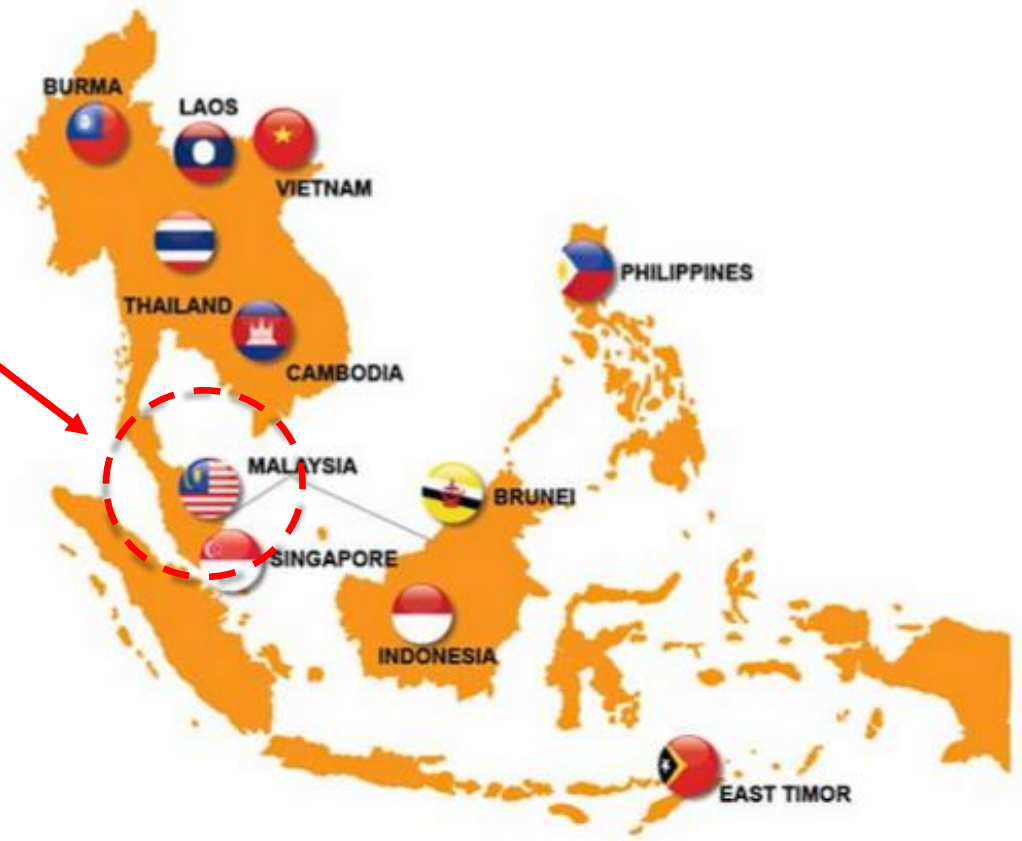 BURMA
LAOS
VIETNAM
THAILAND
PHILIPPINES
CAMBODIA
MALAYSIA
BRUNEI
SINGAPORE
INDONESIA
EAST TIMOR